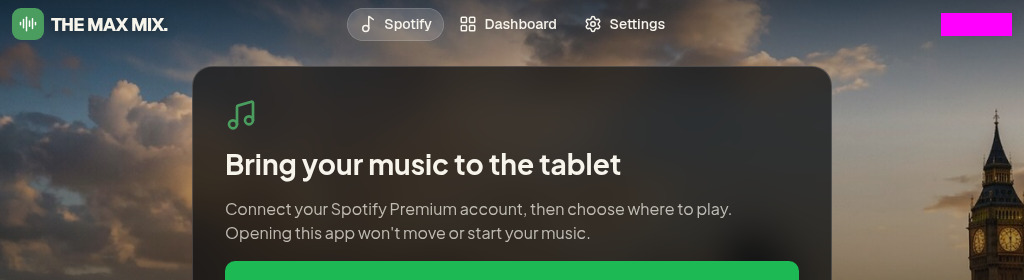 THE MAX MIX.
Spotify
Dashboard
Settings
Bring your music to the tablet
Connect your Spotify Premium account, then choose where to play.
Opening this app won't move or start your music.